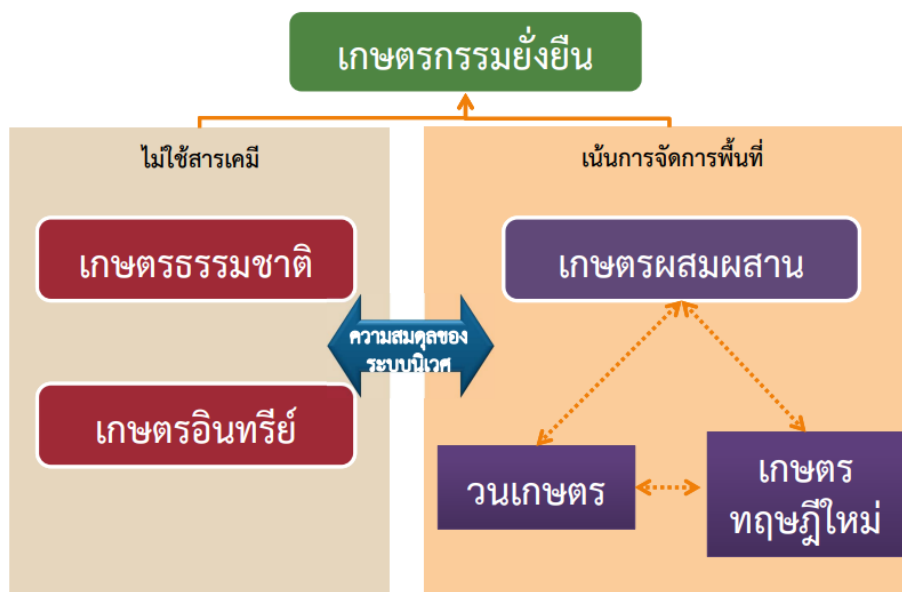 เกษตรกรรมยั่งยืน
ไม่ใช้สารเคมี
เกษตรธรรมชาติ
เกษตรอินทรีย์
ความสมดุลของ
ระบบนิเวศ
เน้นการจัดการพื้นที่
เกษตรผสมผสาน
วนเกษตร
เกษตร
ทฤษฎีใหม่